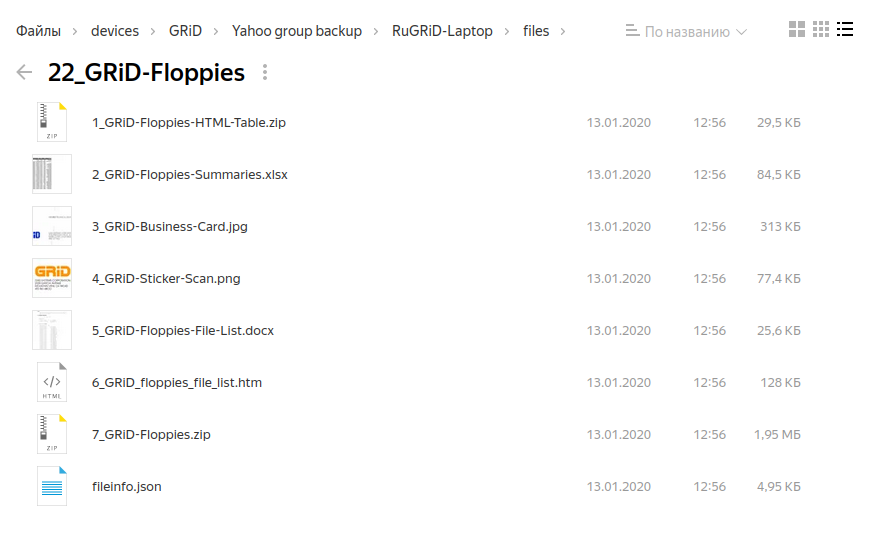 Файлы > devices > GRiD > Yahoo group backup > RuGRiD-Laptop > files >
По названию
22_GRiD-Floppies
ZIP 1_GRiD-Floppies-HTML-Table.zip 13.01.2020 12:56 29,5 КБ
2_GRiD-Floppies-Summaries.xlsx 13.01.2020 12:56 84,5 КБ
3_GRiD-Business-Card.jpg 13.01.2020 12:56 313 КБ
GRiD 4_GRiD-Sticker-Scan.png 13.01.2020 12:56 77,4 КБ
5_GRiD-Floppies-File-List.docx 13.01.2020 12:56 25,6 КБ
</> HTML 6_GRiD_floppies_file_list.htm 13.01.2020 12:56 128 КБ
ZIP 7_GRiD-Floppies.zip 13.01.2020 12:56 1,95 МБ
fileinfo.json 13.01.2020 12:56 4,95 КБ